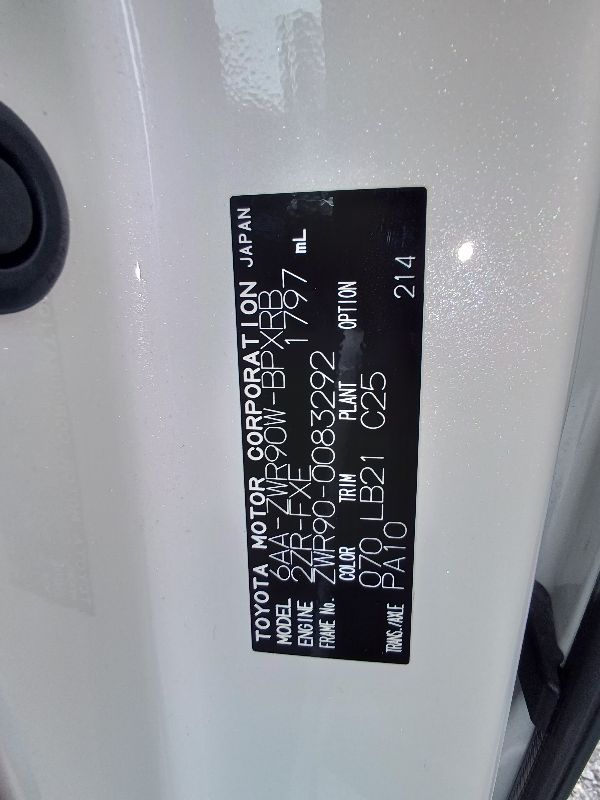 TOYOTA MOTOR CORPORATION JAPAN
MODEL 6AA-ZWR90W-BPXRB
ENGINE 2ZR-FXE 1797 mL
FRAME No. ZWR90-0083292
COLOR TRIM PLANT OPTION
070 LB21 C25
TRANS./AXLE PA10 214